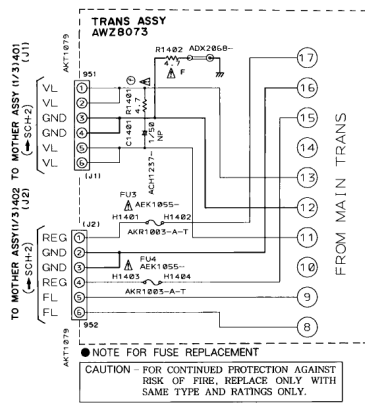 TRANS ASSY
AWZ8073
R1402
4.7
ADX2068-
F
17
AKT1079
951
R1401
4.7
C1401
1/50
NP
ACH1237-
16
15
14
13
12
TO MOTHER ASSY (1/3)401 (J1)
(SCH-2)
VL 1
VL 2
GND 3
GND 4
VL 5
VL 6
(J1)
FROM MAIN TRANS
FU3
AEK1055-
(J2)
H1401
H1402
AKR1003-A-T
11
TO MOTHER ASSY(1/3)402 (J2)
(SCH-2)
REG 1
GND 2
GND 3
REG 4
FL 5
FL 6
FU4
AEK1055-
H1403
H1404
AKR1003-A-T
10
9
8
952
AKT1079
NOTE FOR FUSE REPLACEMENT
CAUTION - FOR CONTINUED PROTECTION AGAINST
RISK OF FIRE, REPLACE ONLY WITH
SAME TYPE AND RATINGS ONLY.